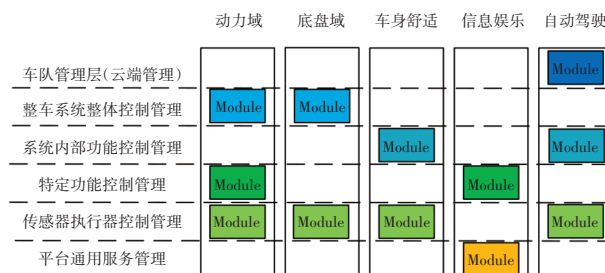 动力域 底盘域 车身舒适 信息娱乐 自动驾驶
车队管理层(云端管理) Module
整车系统整体控制管理 Module Module
系统内部功能控制管理 Module Module
特定功能控制管理 Module Module
传感器执行器控制管理 Module Module Module Module
平台通用服务管理 Module